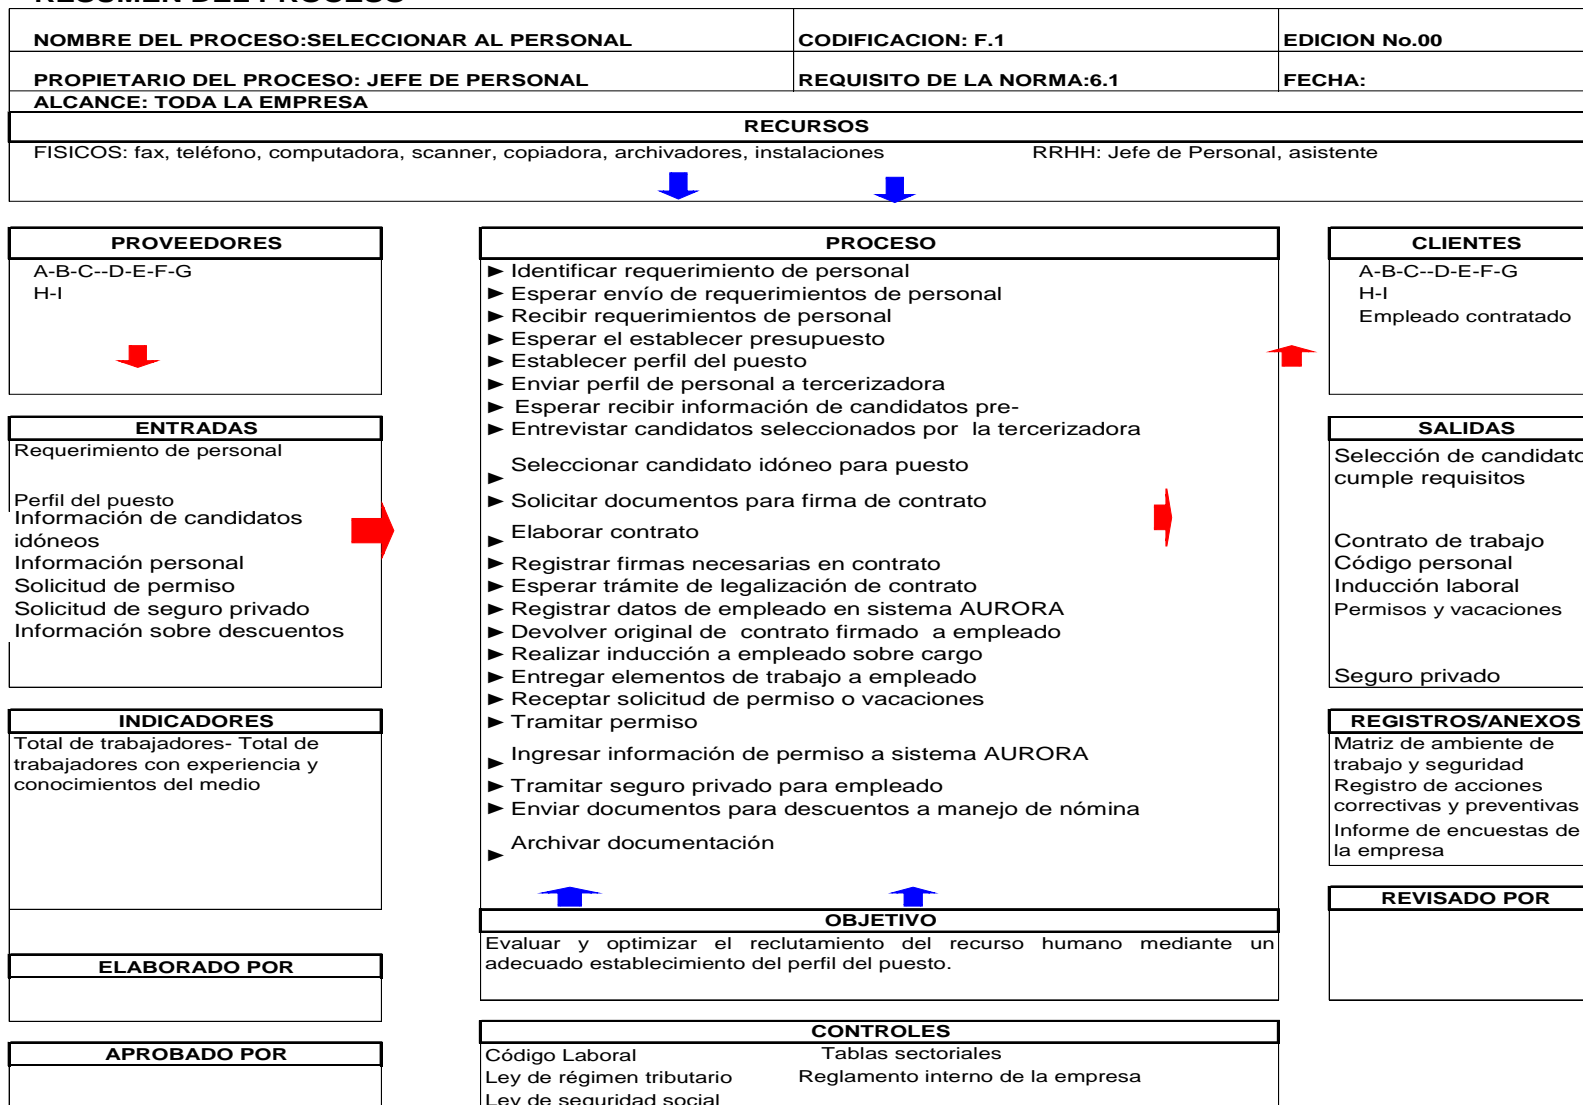 RESUMEN DEL PROCESO
NOMBRE DEL PROCESO:SELECCIONAR AL PERSONAL
CODIFICACION: F.1
EDICION No.00
PROPIETARIO DEL PROCESO: JEFE DE PERSONAL
REQUISITO DE LA NORMA:6.1
FECHA:
ALCANCE: TODA LA EMPRESA
RECURSOS
FISICOS: fax, teléfono, computadora, scanner, copiadora, archivadores, instalaciones
RRHH: Jefe de Personal, asistente
PROVEEDORES
A-B-C--D-E-F-G
H-I
ENTRADAS
Requerimiento de personal
Perfil del puesto
Información de candidatos
idóneos
Información personal
Solicitud de permiso
Solicitud de seguro privado
Información sobre descuentos
INDICADORES
Total de trabajadores- Total de
trabajadores con experiencia y
conocimientos del medio
ELABORADO POR
APROBADO POR
PROCESO
► Identificar requerimiento de personal
► Esperar envío de requerimientos de personal
► Recibir requerimientos de personal
► Esperar el establecer presupuesto
► Establecer perfil del puesto
► Enviar perfil de personal a tercerizadora
► Esperar recibir información de candidatos pre-
► Entrevistar candidatos seleccionados por la tercerizadora
► Seleccionar candidato idóneo para puesto
► Solicitar documentos para firma de contrato
► Elaborar contrato
► Registrar firmas necesarias en contrato
► Esperar trámite de legalización de contrato
► Registrar datos de empleado en sistema AURORA
► Devolver original de contrato firmado a empleado
► Realizar inducción a empleado sobre cargo
► Entregar elementos de trabajo a empleado
► Receptar solicitud de permiso o vacaciones
► Tramitar permiso
► Ingresar información de permiso a sistema AURORA
► Tramitar seguro privado para empleado
► Enviar documentos para descuentos a manejo de nómina
► Archivar documentación
OBJETIVO
Evaluar y optimizar el reclutamiento del recurso humano mediante un
adecuado establecimiento del perfil del puesto.
CONTROLES
Código Laboral
Tablas sectoriales
Ley de régimen tributario
Reglamento interno de la empresa
Ley de seguridad social
CLIENTES
A-B-C--D-E-F-G
H-I
Empleado contratado
SALIDAS
Selección de candidato
cumple requisitos
Contrato de trabajo
Código personal
Inducción laboral
Permisos y vacaciones
Seguro privado
REGISTROS/ANEXOS
Matriz de ambiente de
trabajo y seguridad
Registro de acciones
correctivas y preventivas
Informe de encuestas de
la empresa
REVISADO POR